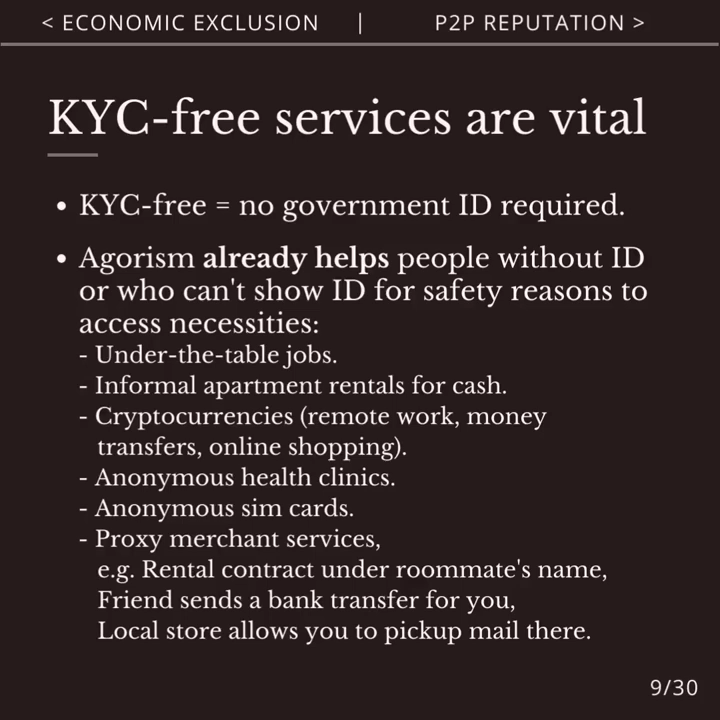 < ECONOMIC EXCLUSION | P2P REPUTATION >
KYC-free services are vital
• KYC-free = no government ID required.
• Agorism already helps people without ID
or who can't show ID for safety reasons to
access necessities:
- Under-the-table jobs.
- Informal apartment rentals for cash.
- Cryptocurrencies (remote work, money
transfers, online shopping).
- Anonymous health clinics.
- Anonymous sim cards.
- Proxy merchant services,
e.g. Rental contract under roommate's name,
Friend sends a bank transfer for you,
Local store allows you to pickup mail there.
9/30